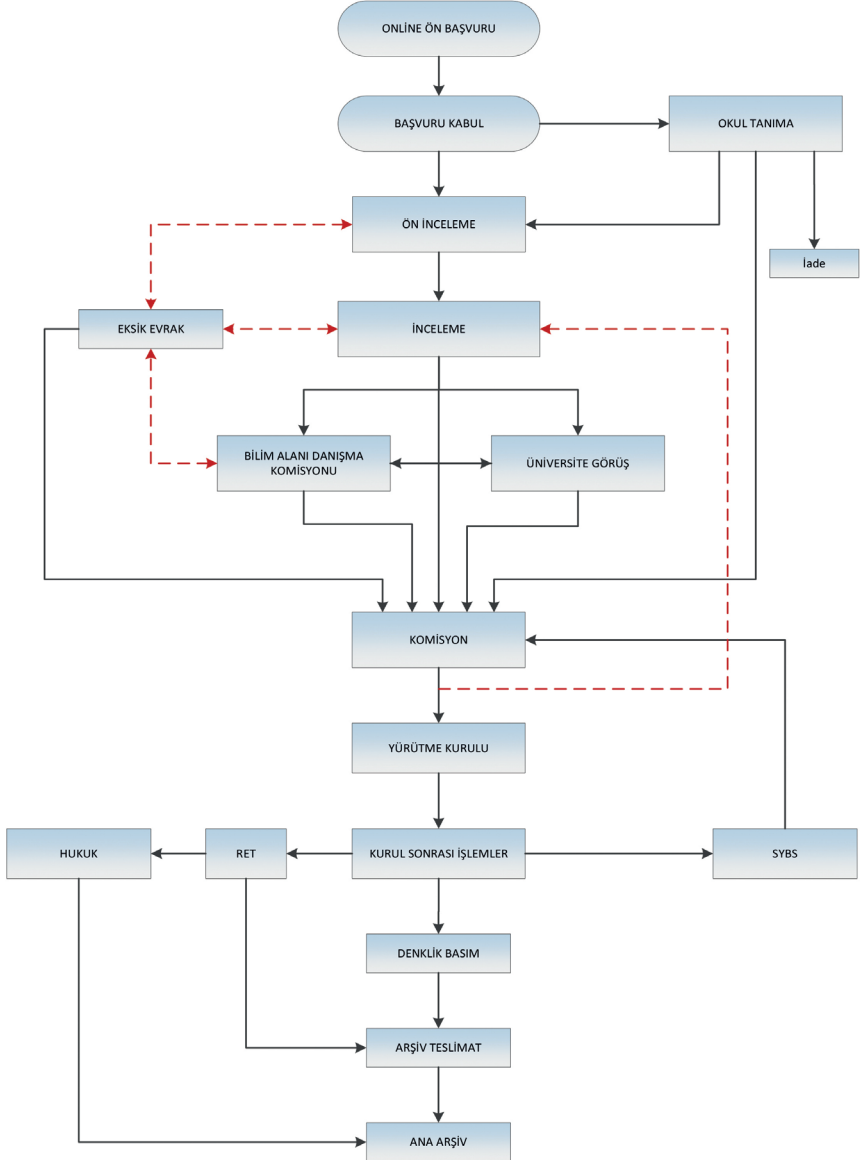 ONLİNE ÖN BAŞVURU
BAŞVURU KABUL
OKUL TANIMA
ÖN İNCELEME
İade
EKSİK EVRAK
İNCELEME
BİLİM ALANI DANIŞMA
KOMİSYONU
ÜNİVERSİTE GÖRÜŞ
KOMİSYON
YÜRÜTME KURULU
HUKUK
RET
KURUL SONRASI İŞLEMLER
SYBS
DENKLİK BASIM
ARŞİV TESLİMAT
ANA ARŞİV